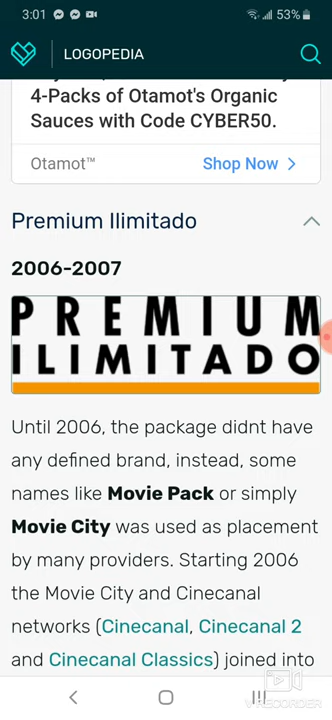 3:01
53%
LOGOPEDIA
4-Packs of Otamot's Organic
Sauces with Code CYBER50.
Otamot™
Shop Now
Premium Ilimitado
2006-2007
PREMIUM
ILIMITADO
Until 2006, the package didnt have
any defined brand, instead, some
names like Movie Pack or simply
Movie City was used as placement
by many providers. Starting 2006
the Movie City and Cinecanal
networks (Cinecanal, Cinecanal 2
and Cinecanal Classics) joined into
V RECORDER